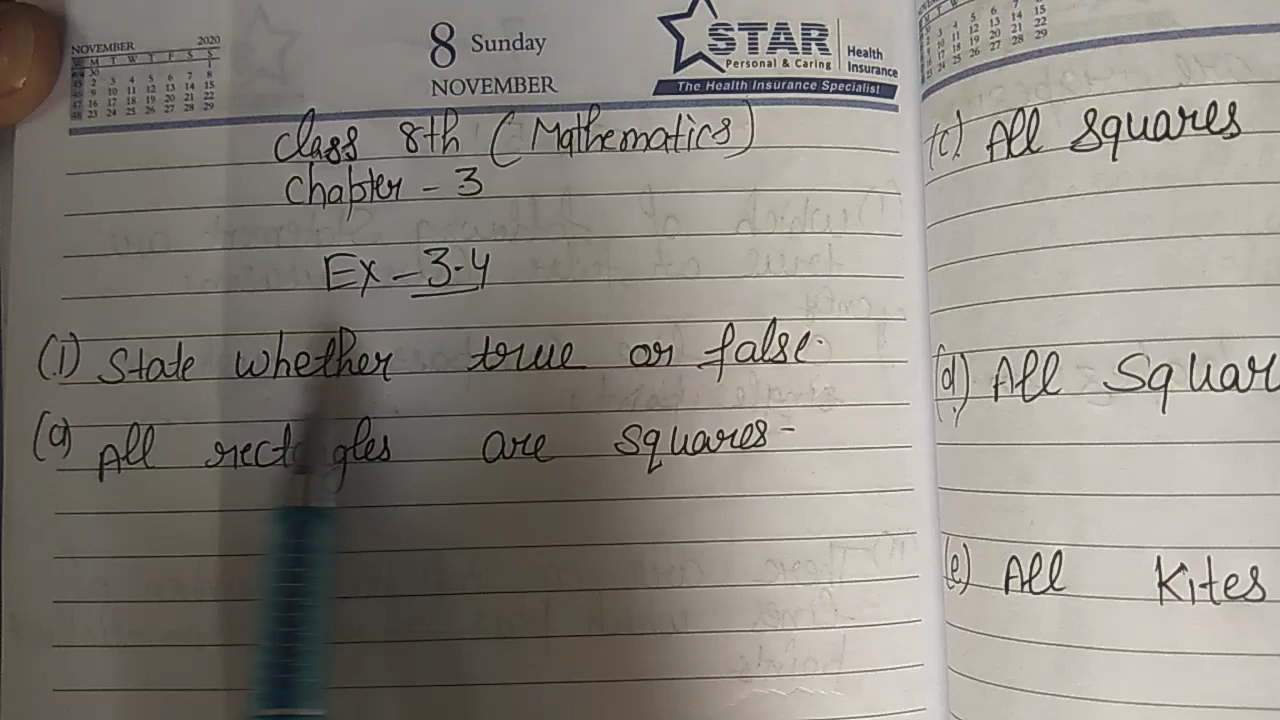 NOVEMBER 2020
8 Sunday
NOVEMBER
STAR
Personal & Caring
Health
Insurance
The Health Insurance Specialist
Class 8th (Mathematics)
Chapter - 3
Ex - 3.4
(1) State whether true or false.
(a) All rectangles are squares-
(c). All squares
(d) All Squar
(e) All Kites